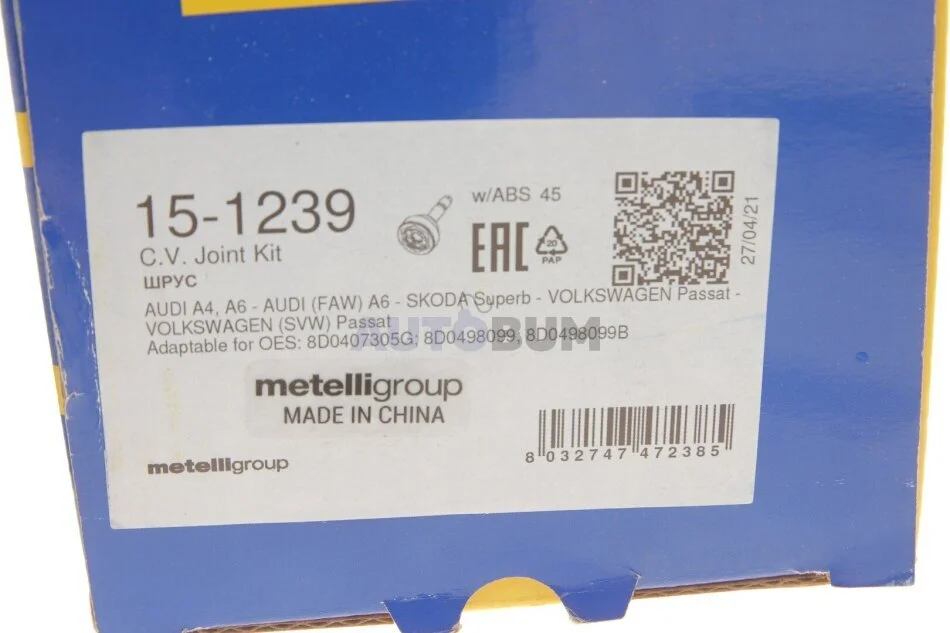 15-1239
w/ABS 45
C.V. Joint Kit
ШРУС
EAC
20
PAP
27/04/21
AUDI A4, A6 - AUDI (FAW) A6 - SKODA Superb - VOLKSWAGEN Passat -
VOLKSWAGEN (SVW) Passat
AUTOBUM
Adaptable for OES: 8D0407305G; 8D0498099; 8D0498099B
metelligroup
MADE IN CHINA
metelligroup
8 032747 472385